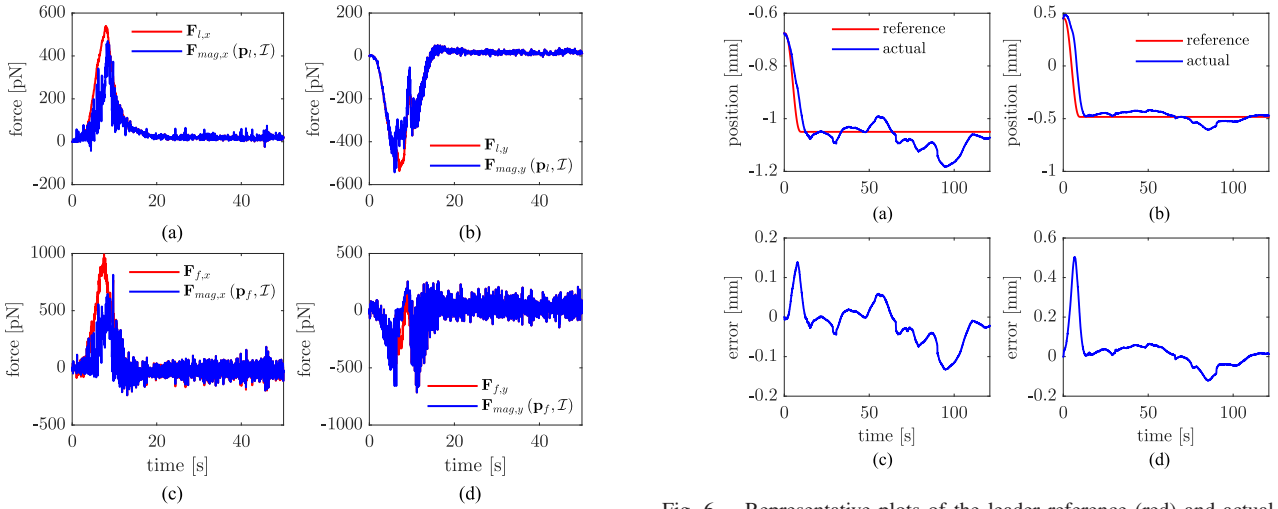 600
400
200
0
-200
force [pN]
0 20 40
F_{l,x}
F_{mag,x} (p_l, I)
(a)
200
0
-200
-400
-600
force [pN]
0 20 40
F_{l,y}
F_{mag,y} (p_l, I)
(b)
1000
500
0
-500
force [pN]
0 20 40
time [s]
F_{f,x}
F_{mag,x} (p_f, I)
(c)
500
0
-500
-1000
force [pN]
0 20 40
time [s]
F_{f,y}
F_{mag,y} (p_f, I)
(d)
-0.6
-0.8
-1
-1.2
position [mm]
0 50 100
reference
actual
(a)
0.5
0
-0.5
-1
position [mm]
0 50 100
reference
actual
(b)
0.2
0.1
0
-0.1
-0.2
error [mm]
0 50 100
time [s]
(c)
0.6
0.4
0.2
0
-0.2
error [mm]
0 50 100
time [s]
(d)
Fig. 6. Representative plots of the leader reference (red) and actual